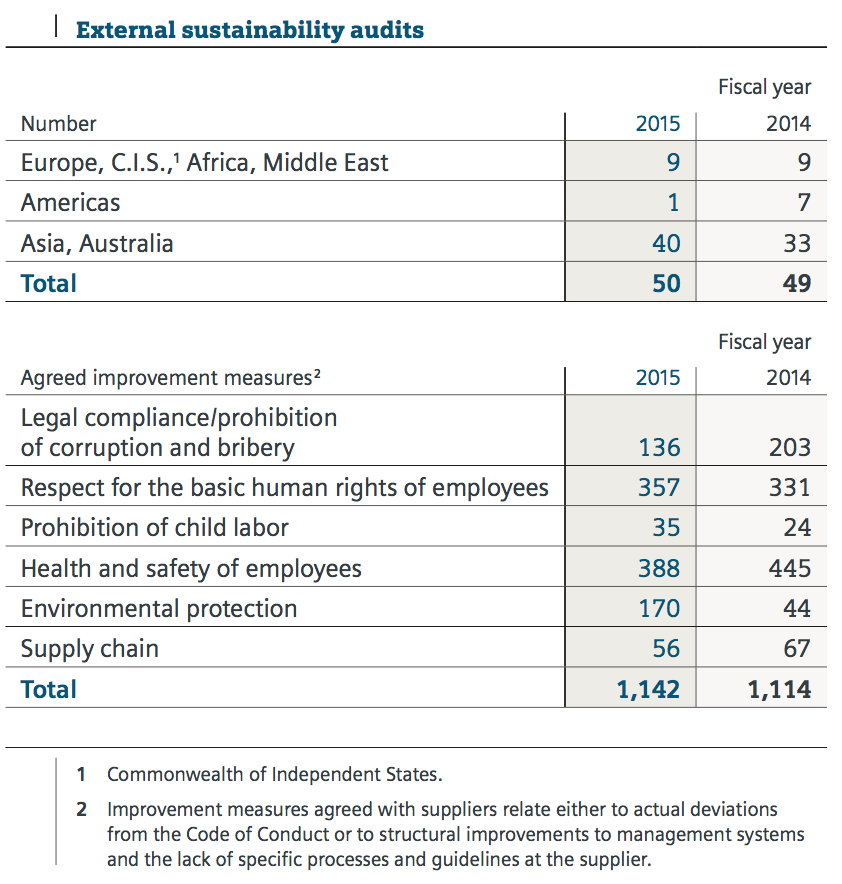 External sustainability audits
Fiscal year
Number 2015 2014
Europe, C.I.S.,¹ Africa, Middle East 9 9
Americas 1 7
Asia, Australia 40 33
Total 50 49
Fiscal year
Agreed improvement measures² 2015 2014
Legal compliance/prohibition
of corruption and bribery 136 203
Respect for the basic human rights of employees 357 331
Prohibition of child labor 35 24
Health and safety of employees 388 445
Environmental protection 170 44
Supply chain 56 67
Total 1,142 1,114
1 Commonwealth of Independent States.
2 Improvement measures agreed with suppliers relate either to actual deviations
from the Code of Conduct or to structural improvements to management systems
and the lack of specific processes and guidelines at the supplier.